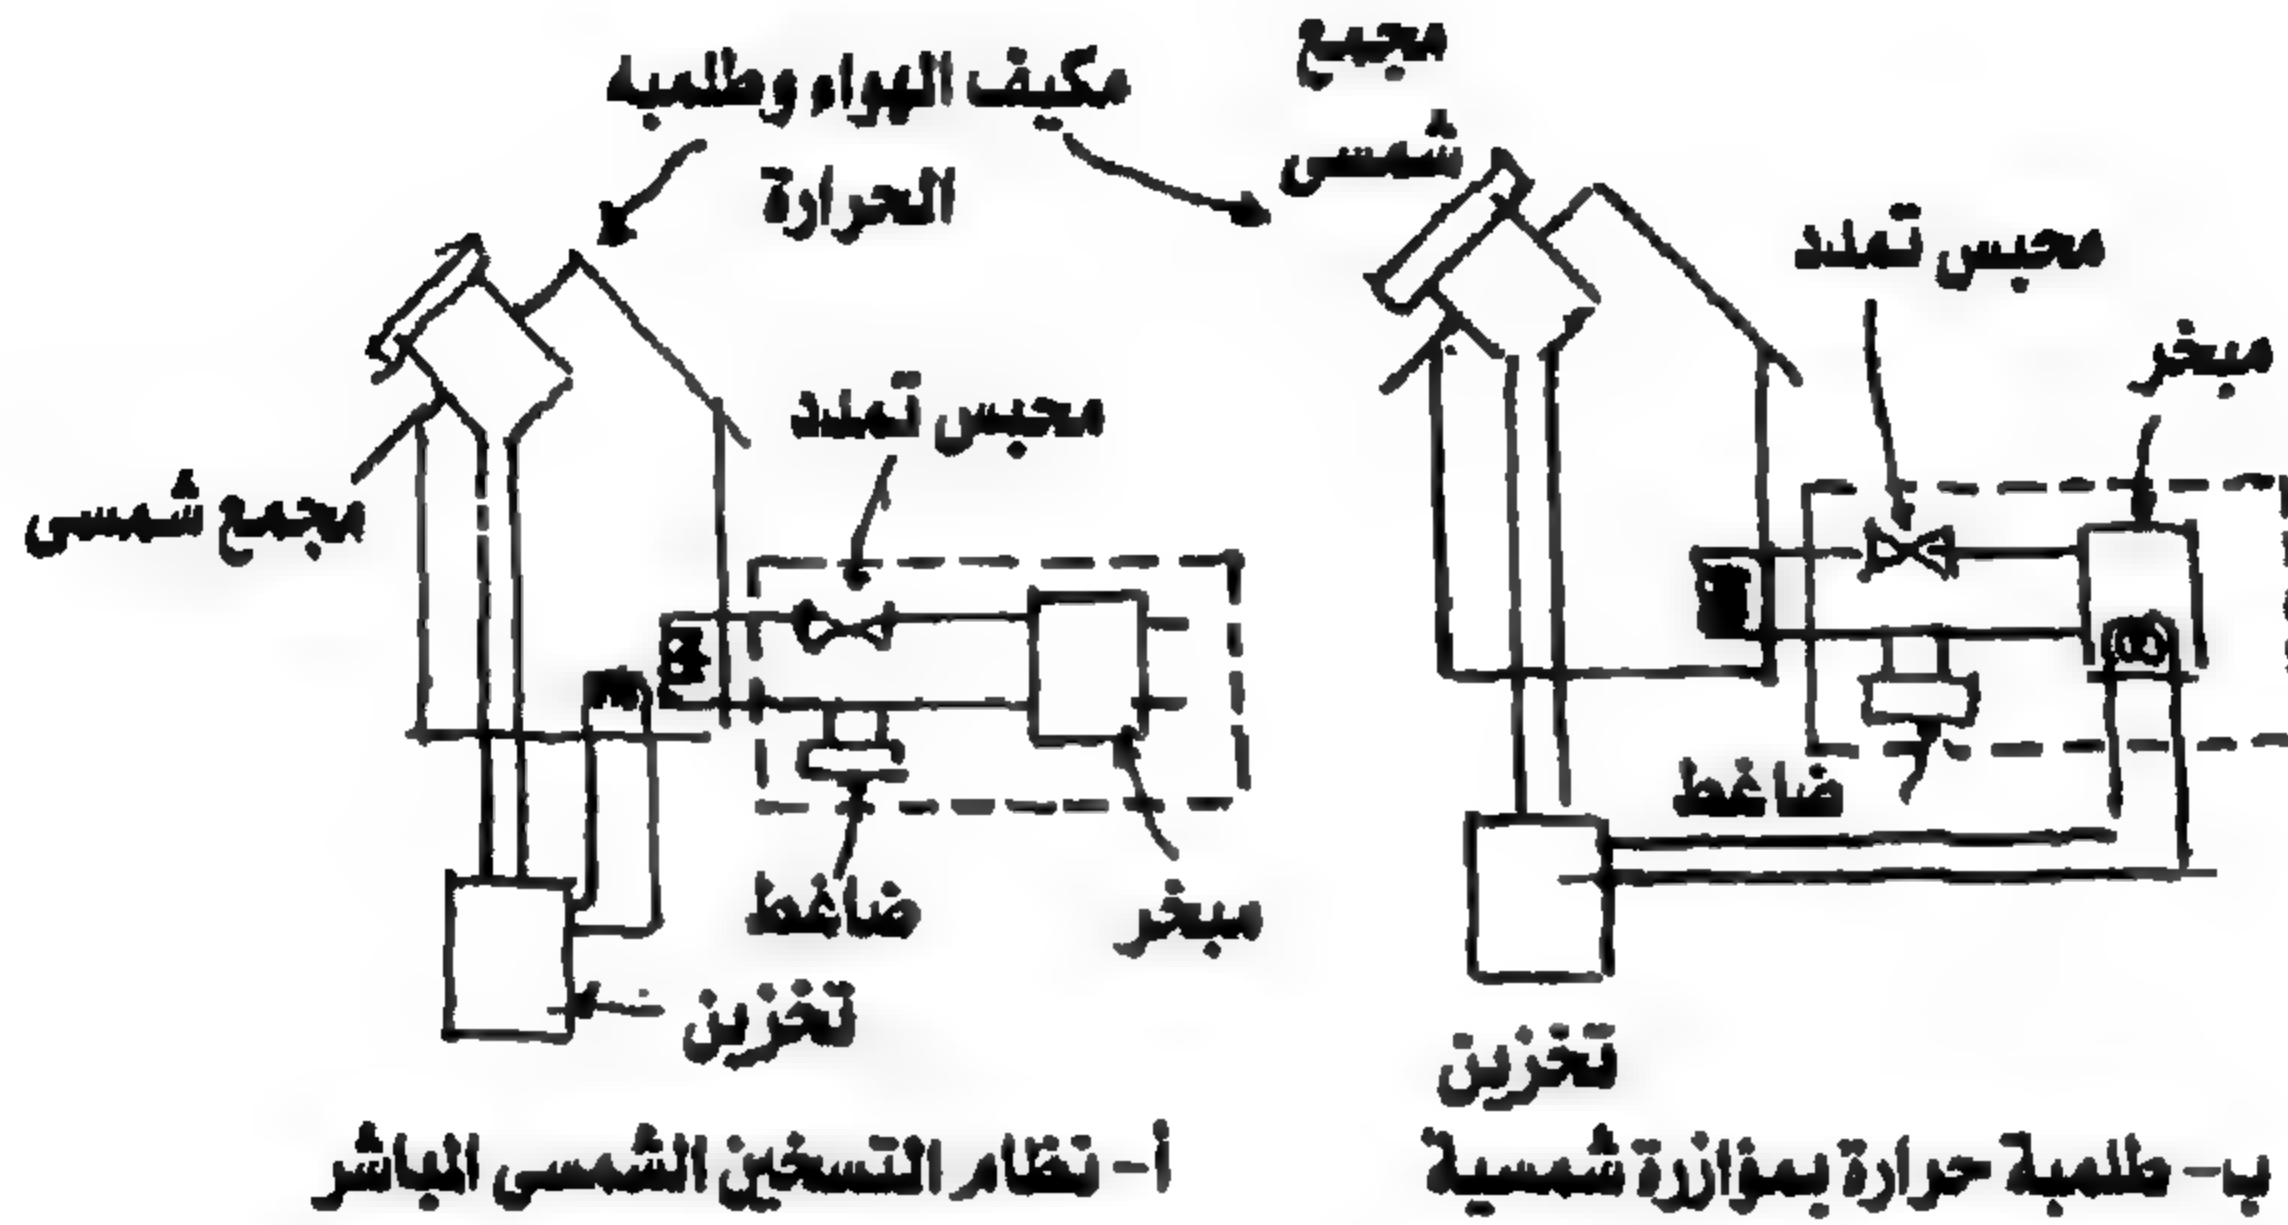 مكيف الهواء وطلمبه
الحرارة
مجمع
شمسى
محبس تمدد
مبخر
محبس تمدد
مجمع شمسى
ضاغط
ضاغط
مبخر
تخزين
تخزين
أ- نظام التسخين الشمسى المباشر
ب- طلمبة حرارة بمؤازرة شمسية